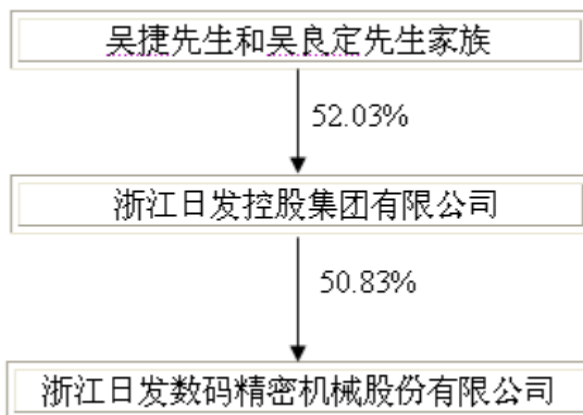 吴捷先生和吴良定先生家族
52.03%
浙江日发控股集团有限公司
50.83%
浙江日发数码精密机械股份有限公司